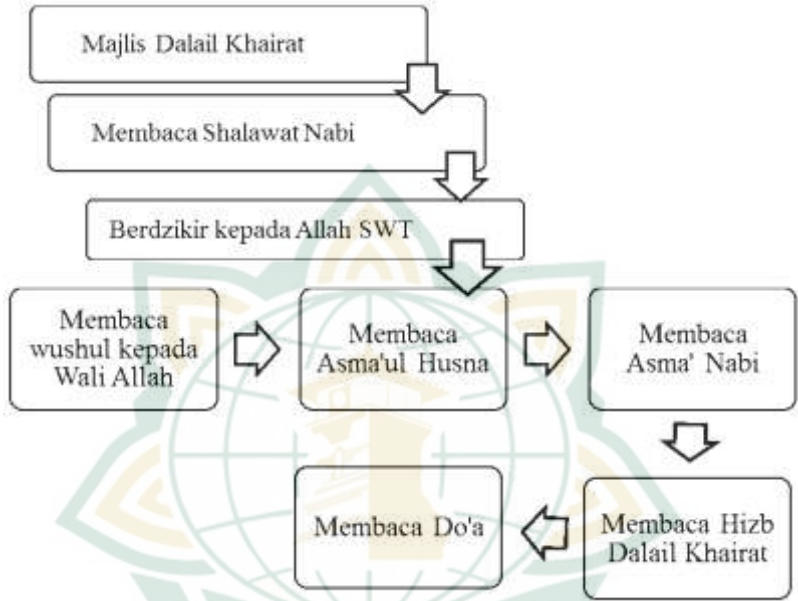 Majlis Dalail Khairat
Membaca Shalawat Nabi
Berdzikir kepada Allah SWT
Membaca
wushul kepada
Wali Allah
Membaca
Asma'ul Husna
Membaca
Asma' Nabi
Membaca Hizb
Dalail Khairat
Membaca Do'a